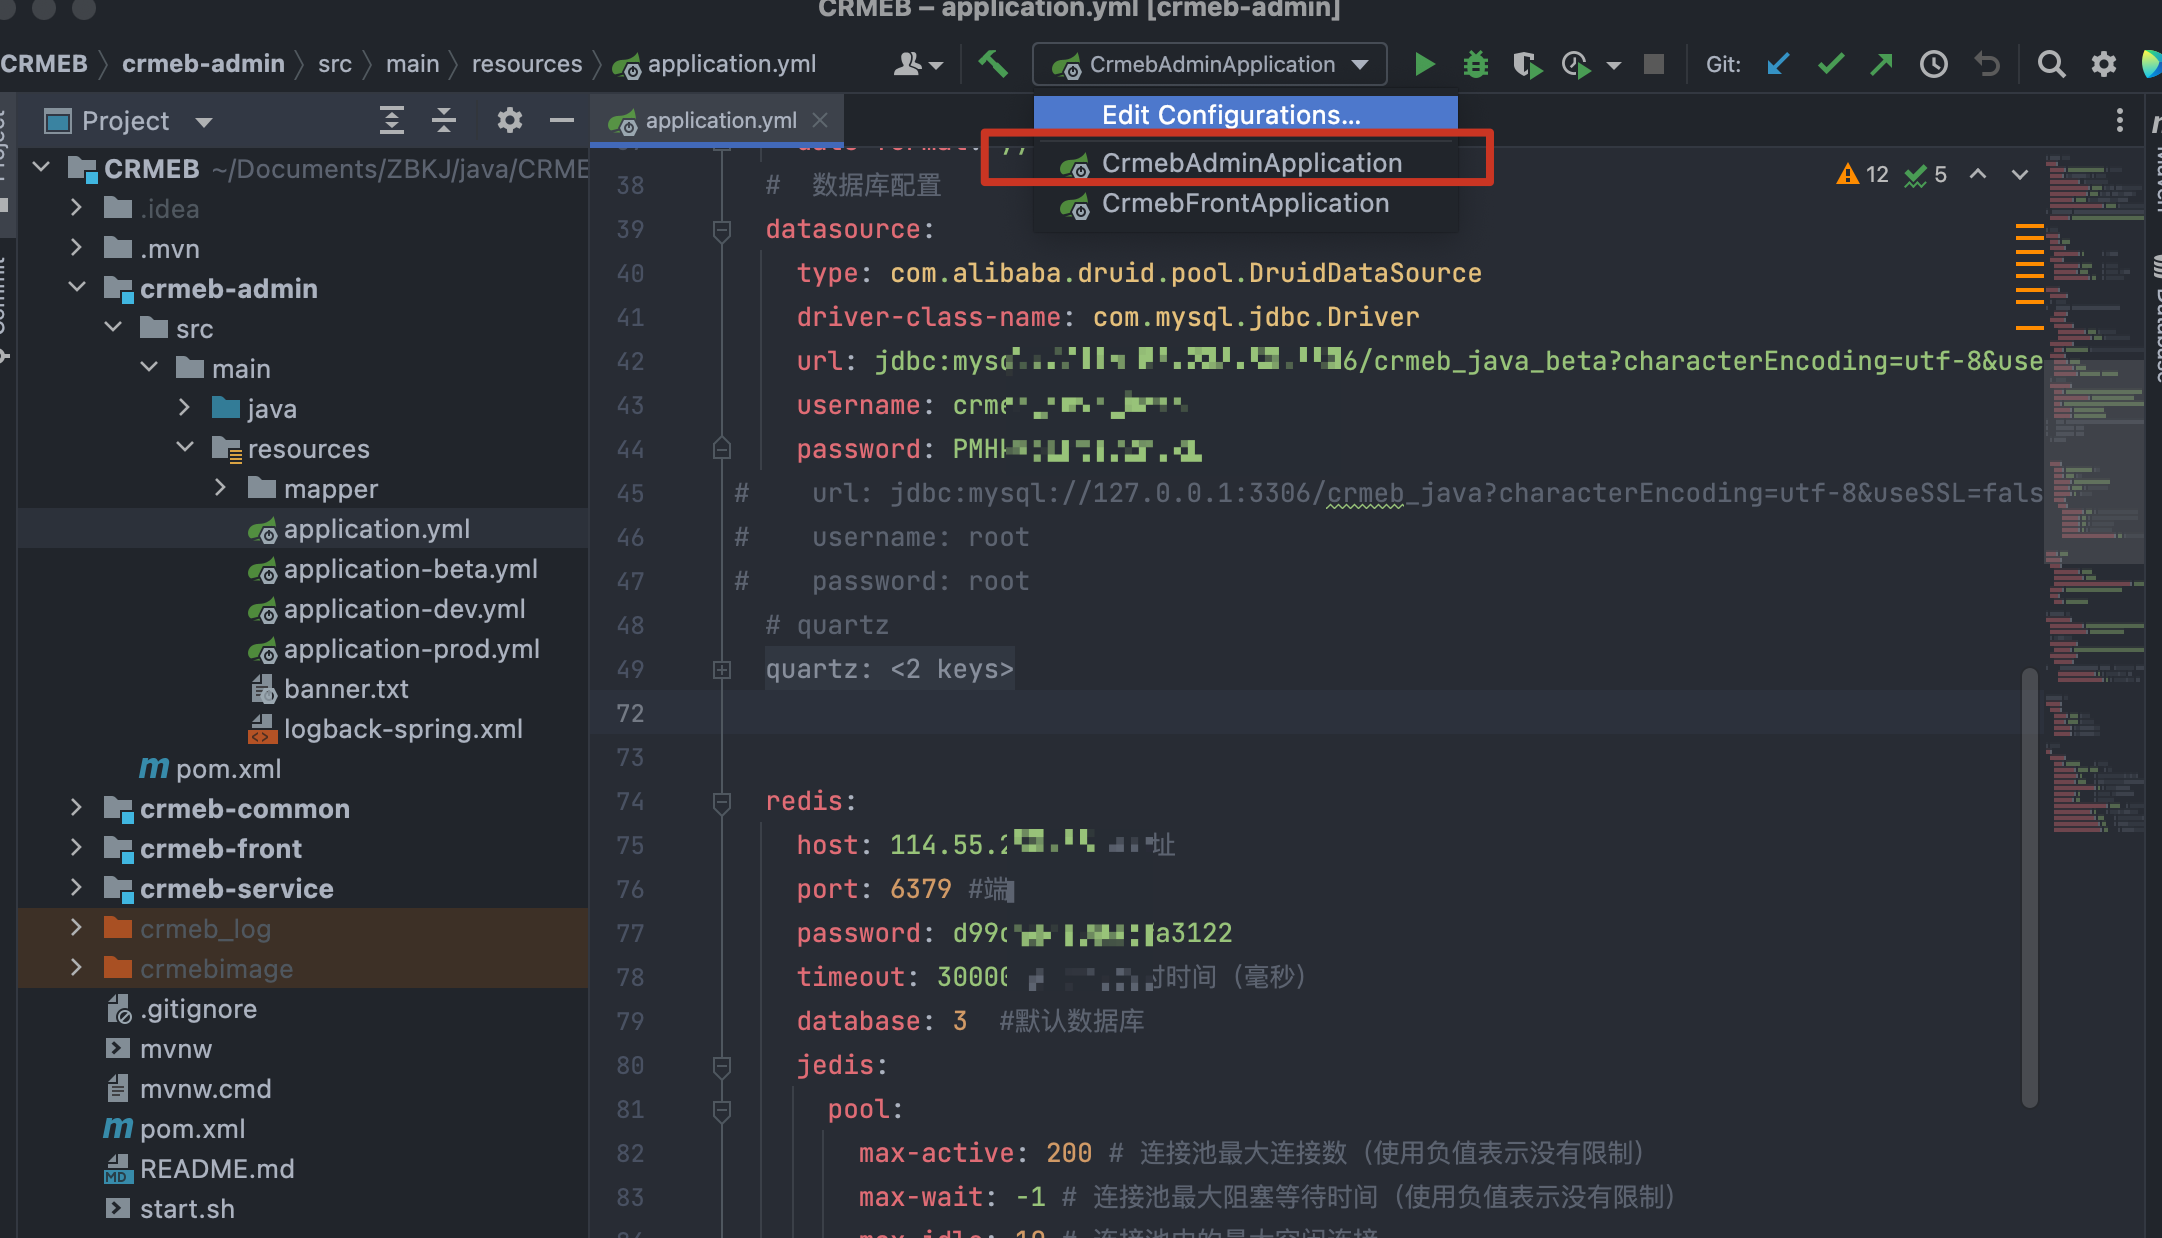 CRMEB – application.yml [crmeb-admin]
CRMEB crmeb-admin src main resources application.yml
CrmebAdminApplication
Git:
Project
application.yml
Edit Configurations...
CrmebAdminApplication
CrmebFrontApplication
12 5
CRMEB ~/Documents/ZBKJ/java/CRME
.idea
.mvn
crmeb-admin
src
main
java
resources
mapper
application.yml
application-beta.yml
application-dev.yml
application-prod.yml
banner.txt
logback-spring.xml
pom.xml
crmeb-common
crmeb-front
crmeb-service
crmeb_log
crmebimage
.gitignore
mvnw
mvnw.cmd
pom.xml
README.md
start.sh
38 # 数据库配置
39 datasource:
40 type: com.alibaba.druid.pool.DruidDataSource
41 driver-class-name: com.mysql.jdbc.Driver
42 url: jdbc:mysq 6/crmeb_java_beta?characterEncoding=utf-8&use
43 username: crme
44 password: PMH
45 # url: jdbc:mysql://127.0.0.1:3306/crmeb_java?characterEncoding=utf-8&useSSL=fals
46 # username: root
47 # password: root
48 # quartz
49 quartz: <2 keys>
72
73
74 redis:
75 host: 114.55.2 址
76 port: 6379 #端
77 password: d99 a3122
78 timeout: 30000 时时间（毫秒）
79 database: 3 #默认数据库
80 jedis:
81 pool:
82 max-active: 200 # 连接池最大连接数（使用负值表示没有限制）
83 max-wait: -1 # 连接池最大阻塞等待时间（使用负值表示没有限制）